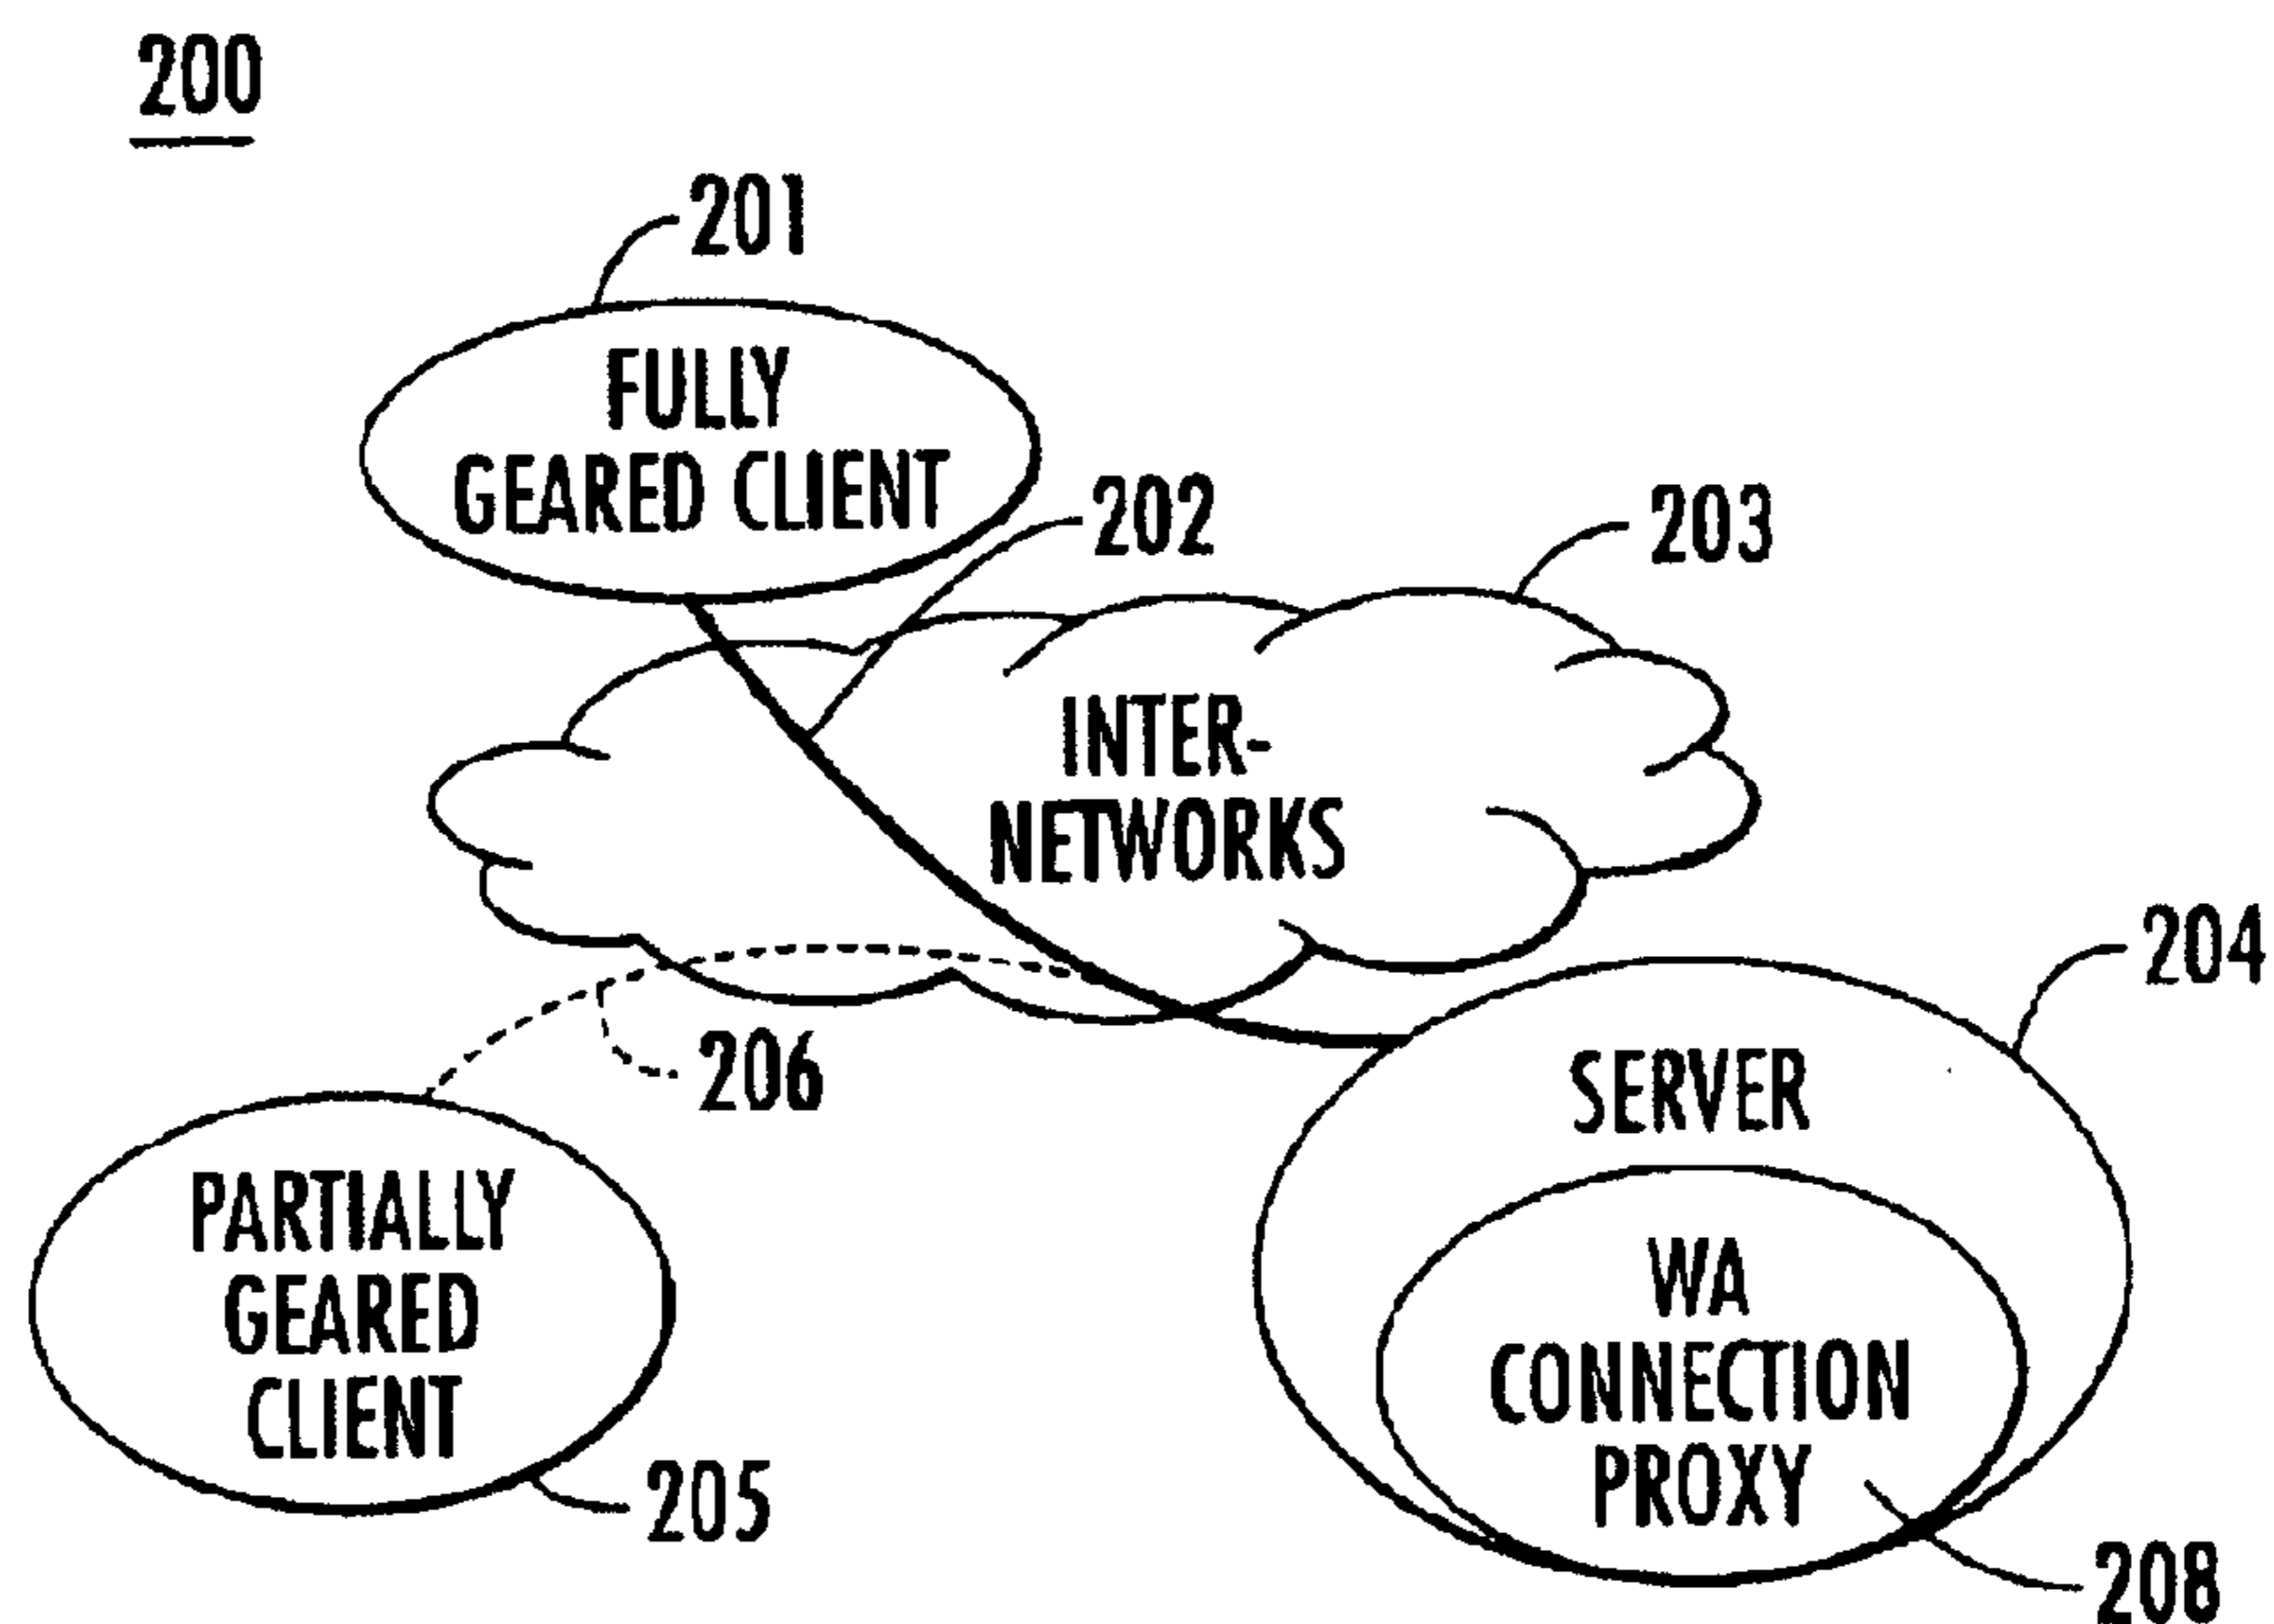 200
201
FULLY
GEARED CLIENT
202
203
INTER-
NETWORKS
204
206
SERVER
PARTIALLY
GEARED
CLIENT
205
WA
CONNECTION
PROXY
208